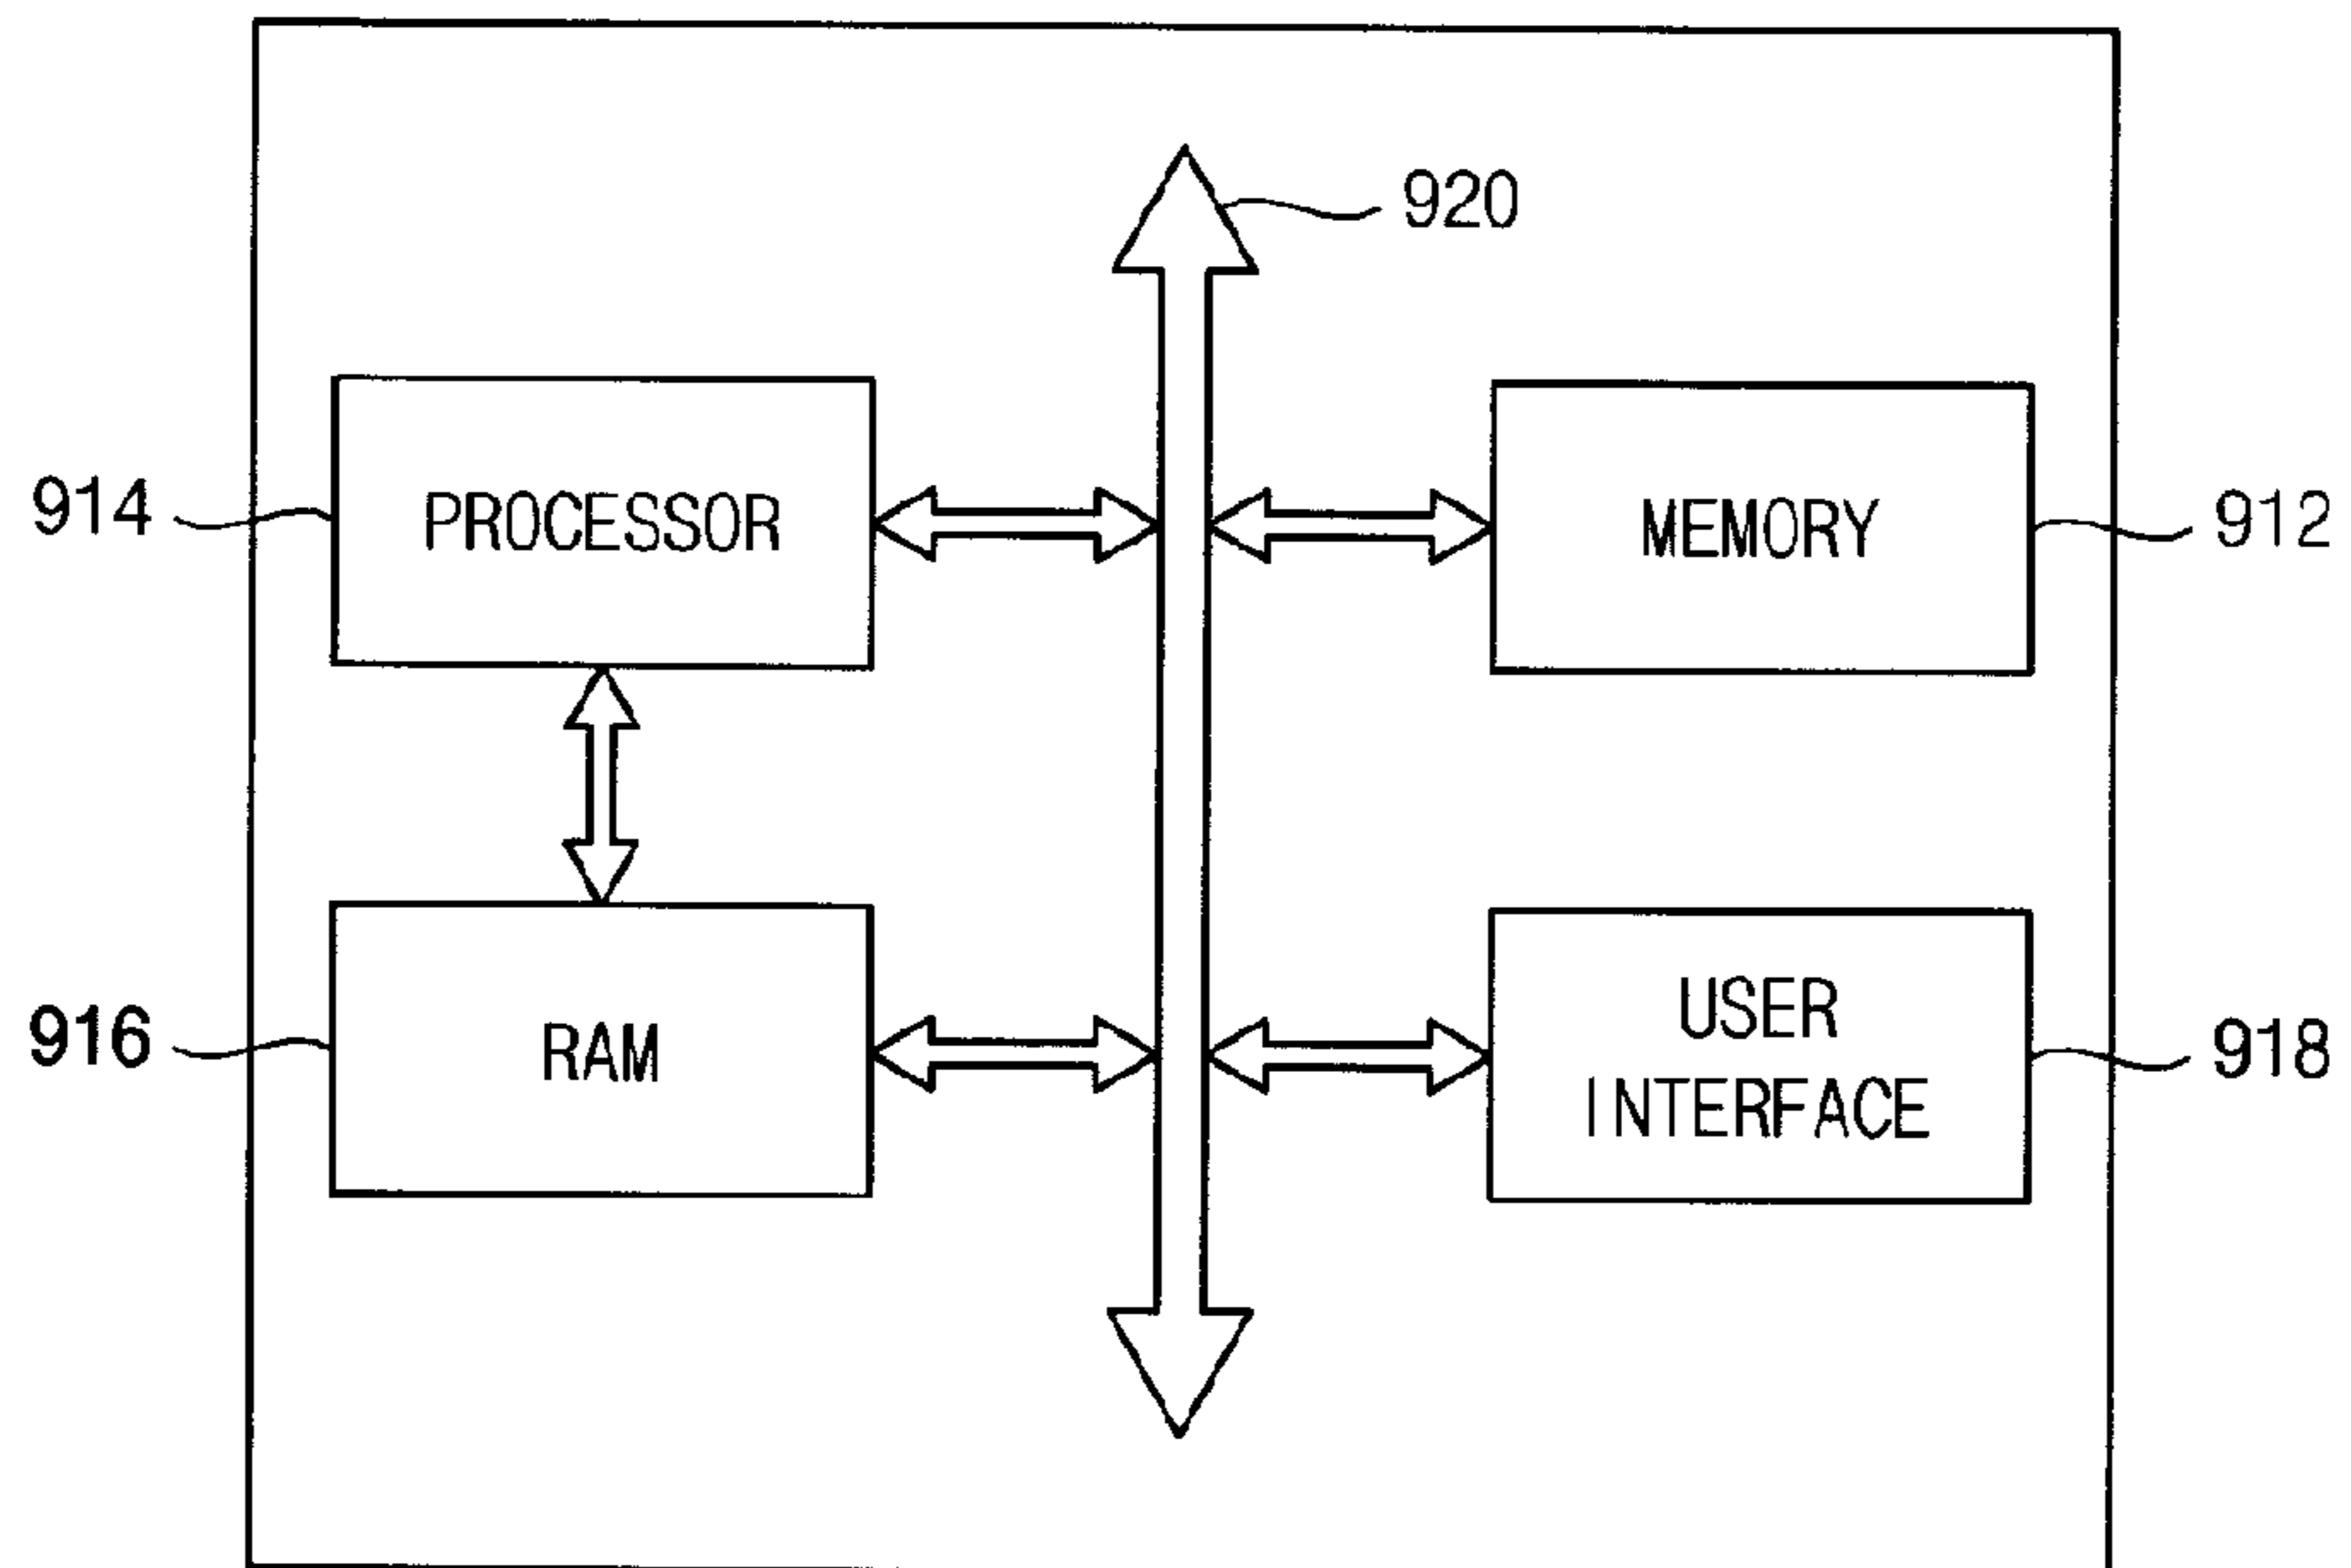 920
914
PROCESSOR
MEMORY
912
916
RAM
USER
INTERFACE
918